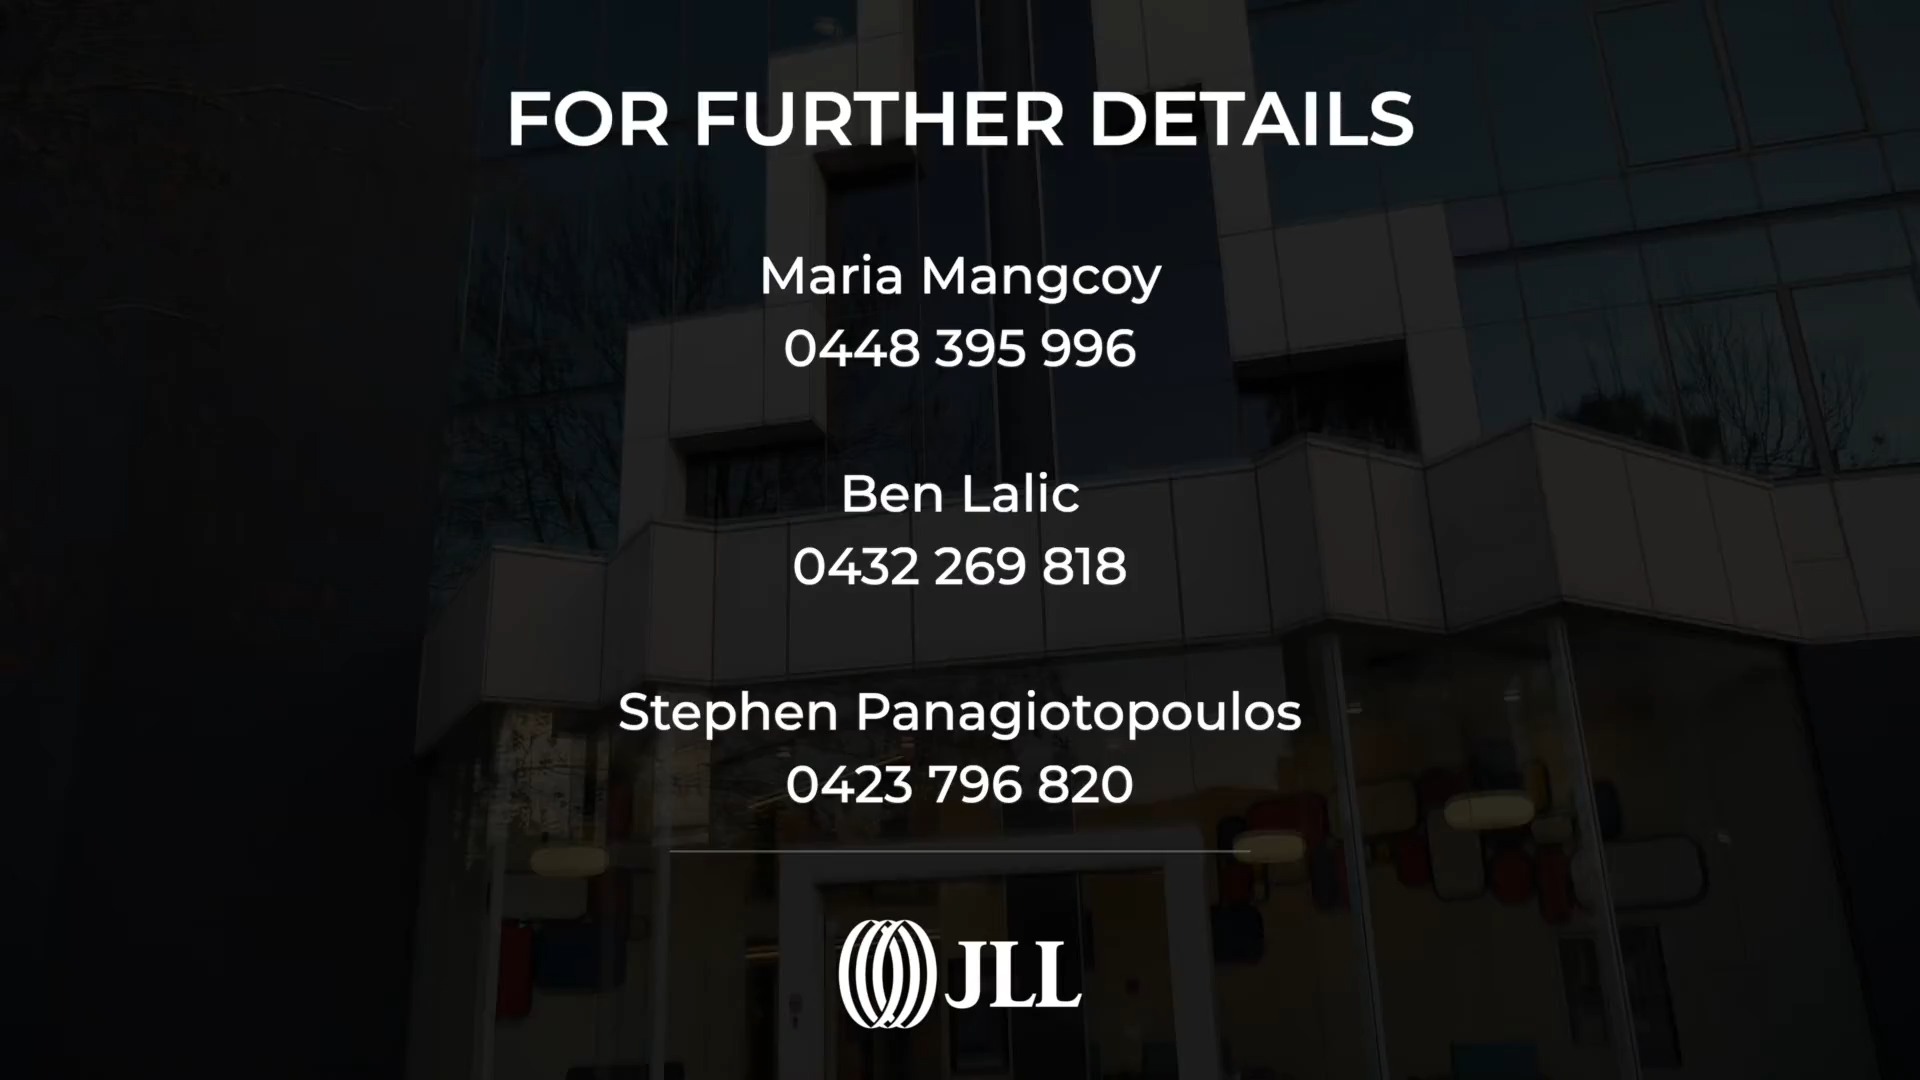 FOR FURTHER DETAILS
Maria Mangcoy
0448 395 996
Ben Lalic
0432 269 818
Stephen Panagiotopoulos
0423 796 820
JLL